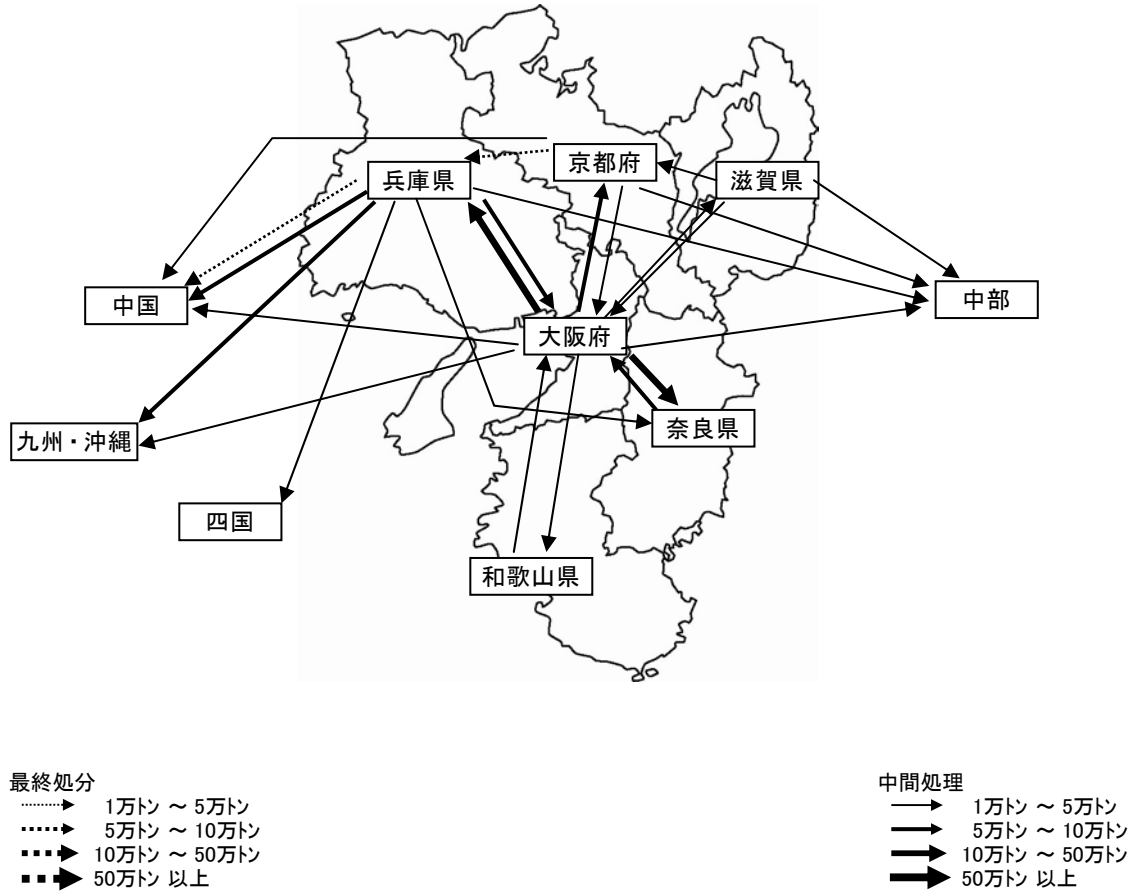 京都府
兵庫県
滋賀県
中国
中部
大阪府
九州・沖縄
奈良県
四国
和歌山県
最終処分
1万トン ～ 5万トン
5万トン ～ 10万トン
10万トン ～ 50万トン
50万トン 以上
中間処理
1万トン ～ 5万トン
5万トン ～ 10万トン
10万トン ～ 50万トン
50万トン 以上